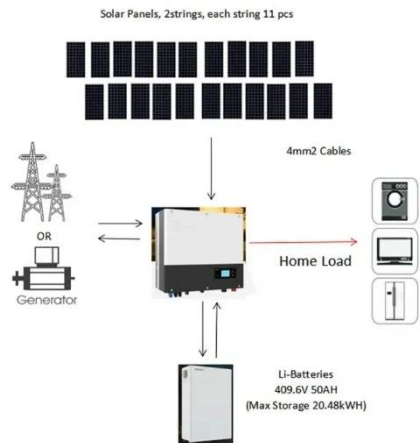 Solar Panels, 2strings, each string 11 pcs
4mm2 Cables
OR
Generator
Home Load
Li-Batteries
409.6V 50AH
(Max Storage 20.48kWH)